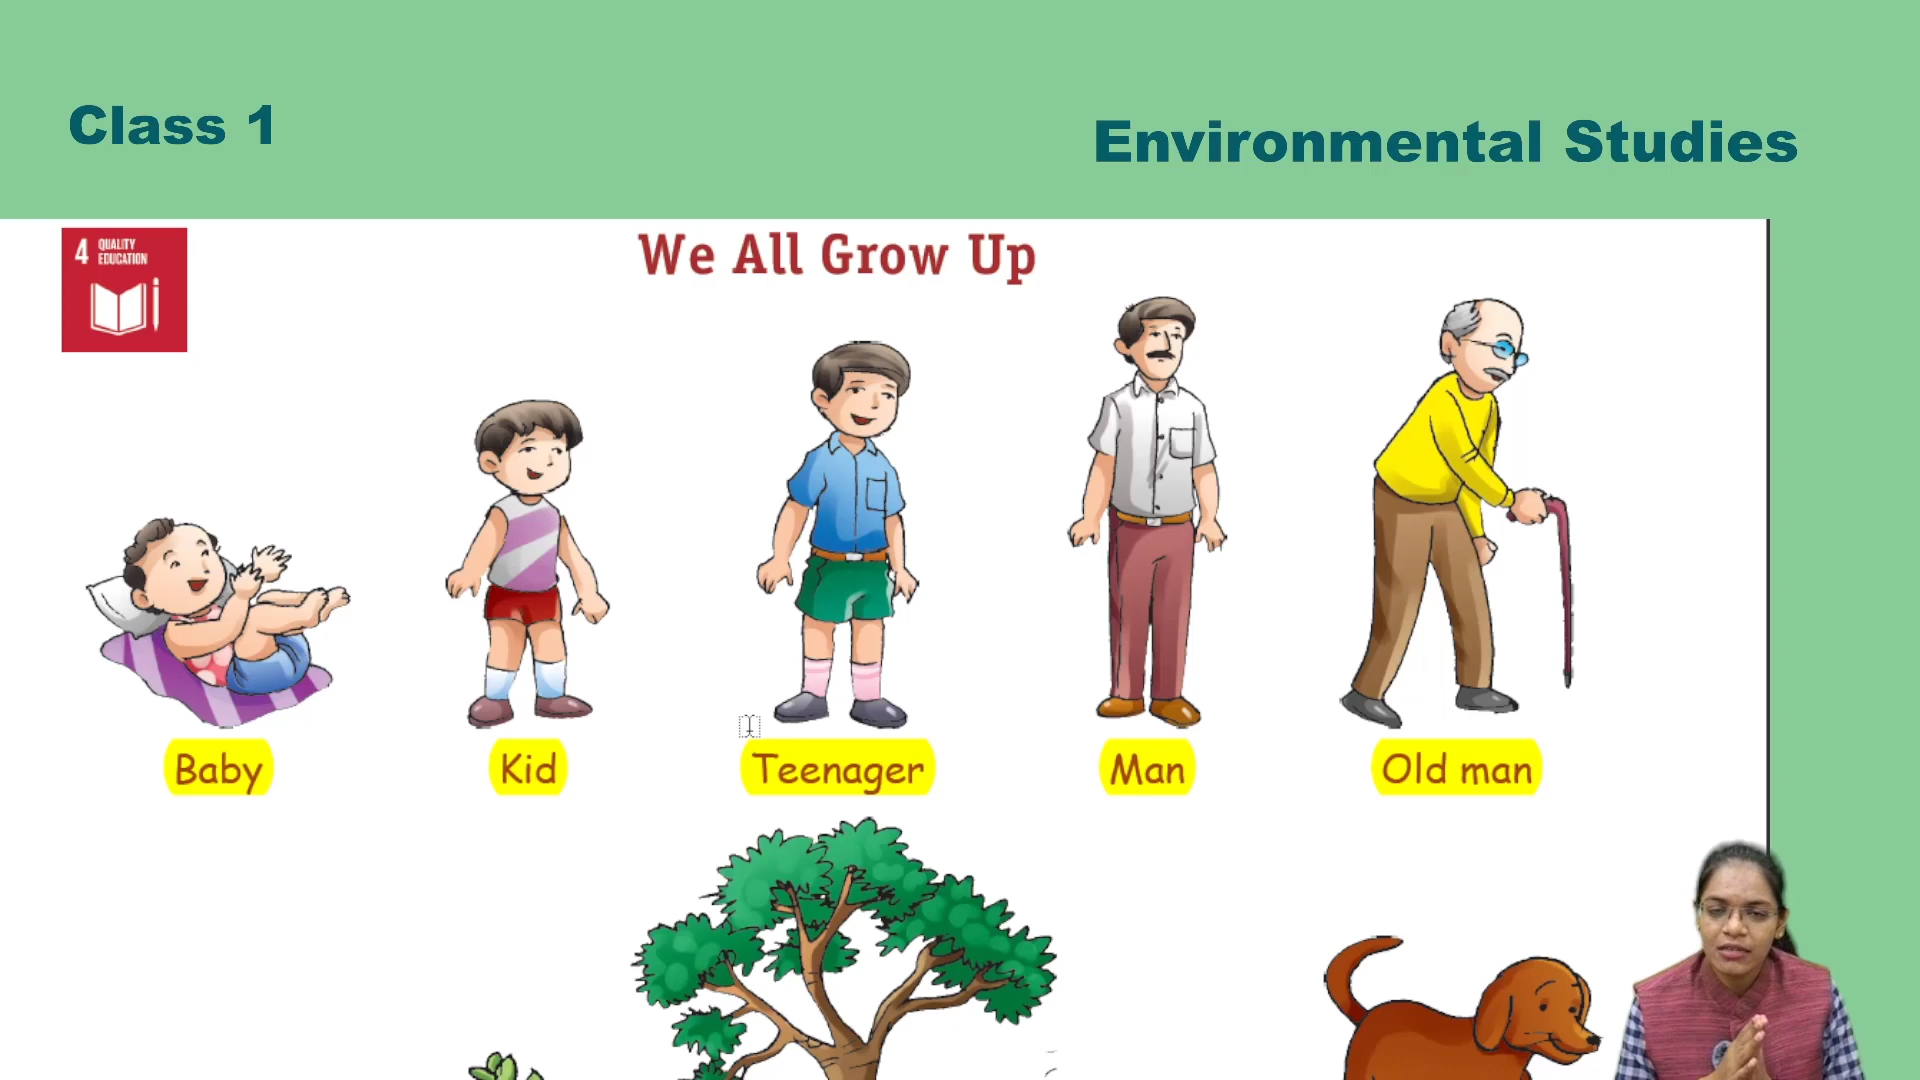 Class 1
Environmental Studies
4 QUALITY
EDUCATION
We All Grow Up
Baby
Kid
Teenager
Man
Old man